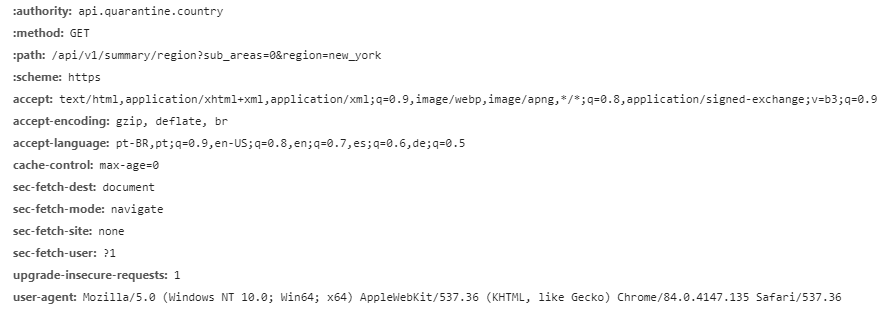 :authority: api.quarantine.country
:method: GET
:path: /api/v1/summary/region?sub_areas=0&region=new_york
:scheme: https
accept: text/html,application/xhtml+xml,application/xml;q=0.9,image/webp,image/apng,*/*;q=0.8,application/signed-exchange;v=b3;q=0.9
accept-encoding: gzip, deflate, br
accept-language: pt-BR,pt;q=0.9,en-US;q=0.8,en;q=0.7,es;q=0.6,de;q=0.5
cache-control: max-age=0
sec-fetch-dest: document
sec-fetch-mode: navigate
sec-fetch-site: none
sec-fetch-user: ?1
upgrade-insecure-requests: 1
user-agent: Mozilla/5.0 (Windows NT 10.0; Win64; x64) AppleWebKit/537.36 (KHTML, like Gecko) Chrome/84.0.4147.135 Safari/537.36